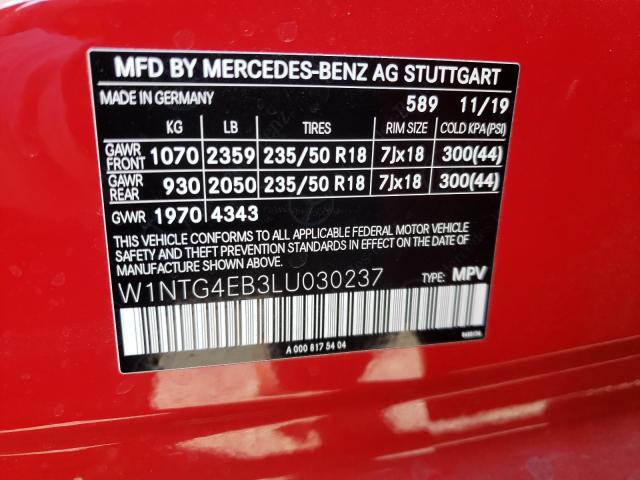 MFD BY MERCEDES-BENZ AG STUTTGART
MADE IN GERMANY 589 11/19
KG LB TIRES RIM SIZE COLD KPA(PSI)
GAWR FRONT 1070 2359 235/50 R18 7Jx18 300(44)
GAWR REAR 930 2050 235/50 R18 7Jx18 300(44)
GVWR 1970 4343
THIS VEHICLE CONFORMS TO ALL APPLICABLE FEDERAL MOTOR VEHICLE
SAFETY AND THEFT PREVENTION STANDARDS IN EFFECT ON THE DATE OF
MANUFACTURE SHOWN ABOVE.
W1NTG4EB3LU030237 TYPE: MPV
A 000 817 54 04